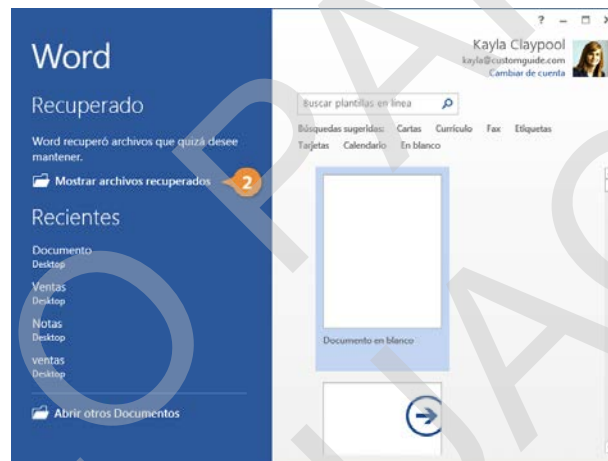 ? – □ X
Word
Kayla Claypool
kayla@customguide.com
Cambiar de cuenta
Recuperado
Word recuperó archivos que quizá desee
mantener.
Mostrar archivos recuperados
2
Recientes
Documento
Desktop
Ventas
Desktop
Notas
Desktop
ventas
Desktop
Abrir otros Documentos
Buscar plantillas en línea
Búsquedas sugeridos: Cartas Currículo Fax Etiquetas
Tarjetas Calendario En blanco
Documento en blanco